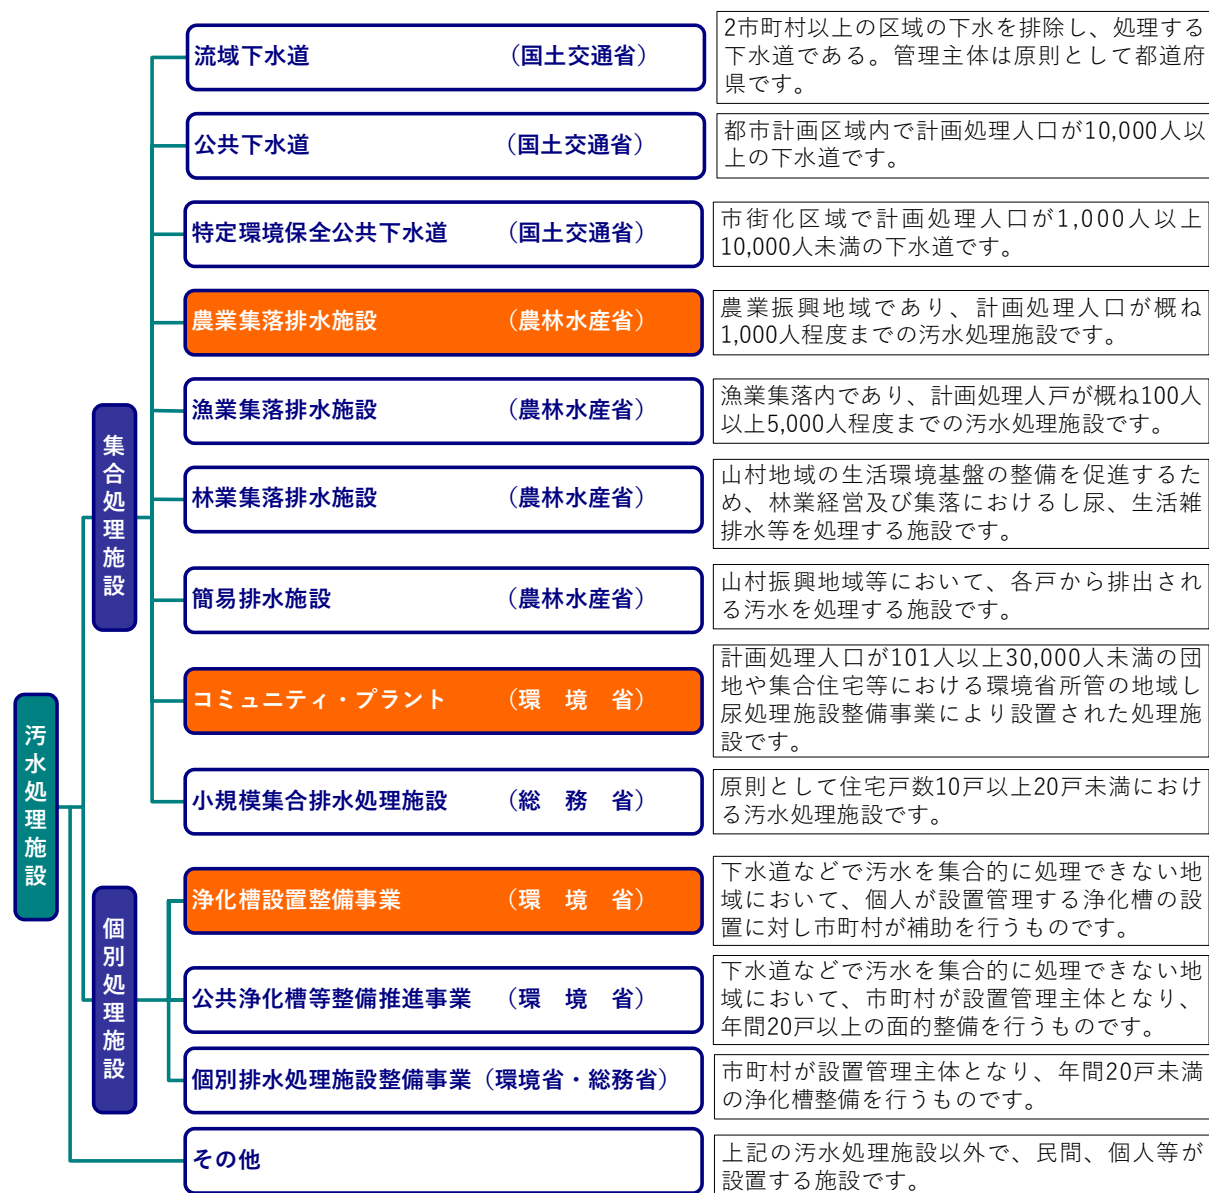 流域下水道 （国土交通省）
2市町村以上の区域の下水を排除し、処理する
下水道である。管理主体は原則として都道府
県です。
公共下水道 （国土交通省）
都市計画区域内で計画処理人口が10,000人以
上の下水道です。
特定環境保全公共下水道 （国土交通省）
市街化区域で計画処理人口が1,000人以上
10,000人未満の下水道です。
農業集落排水施設 （農林水産省）
農業振興地域であり、計画処理人口が概ね
1,000人程度までの汚水処理施設です。
漁業集落排水施設 （農林水産省）
漁業集落内であり、計画処理人戸が概ね100人
以上5,000人程度までの汚水処理施設です。
林業集落排水施設 （農林水産省）
山村地域の生活環境基盤の整備を促進するた
め、林業経営及び集落におけるし尿、生活雑
排水等を処理する施設です。
簡易排水施設 （農林水産省）
山村振興地域等において、各戸から排出され
る汚水を処理する施設です。
コミュニティ・プラント （環　境　省）
計画処理人口が101人以上30,000人未満の団
地や集合住宅等における環境省所管の地域し
尿処理施設整備事業により設置された処理施
設です。
小規模集合排水処理施設 （総　務　省）
原則として住宅戸数10戸以上20戸未満におけ
る汚水処理施設です。
浄化槽設置整備事業 （環　境　省）
下水道などで汚水を集合的に処理できない地
域において、個人が設置管理する浄化槽の設
置に対し市町村が補助を行うものです。
公共浄化槽等整備推進事業 （環　境　省）
下水道などで汚水を集合的に処理できない地
域において、市町村が設置管理主体となり、
年間20戸以上の面的整備を行うものです。
個別排水処理施設整備事業（環境省・総務省）
市町村が設置管理主体となり、年間20戸未満
の浄化槽整備を行うものです。
その他
上記の汚水処理施設以外で、民間、個人等が
設置する施設です。
集合処理施設
個別処理施設
汚水処理施設